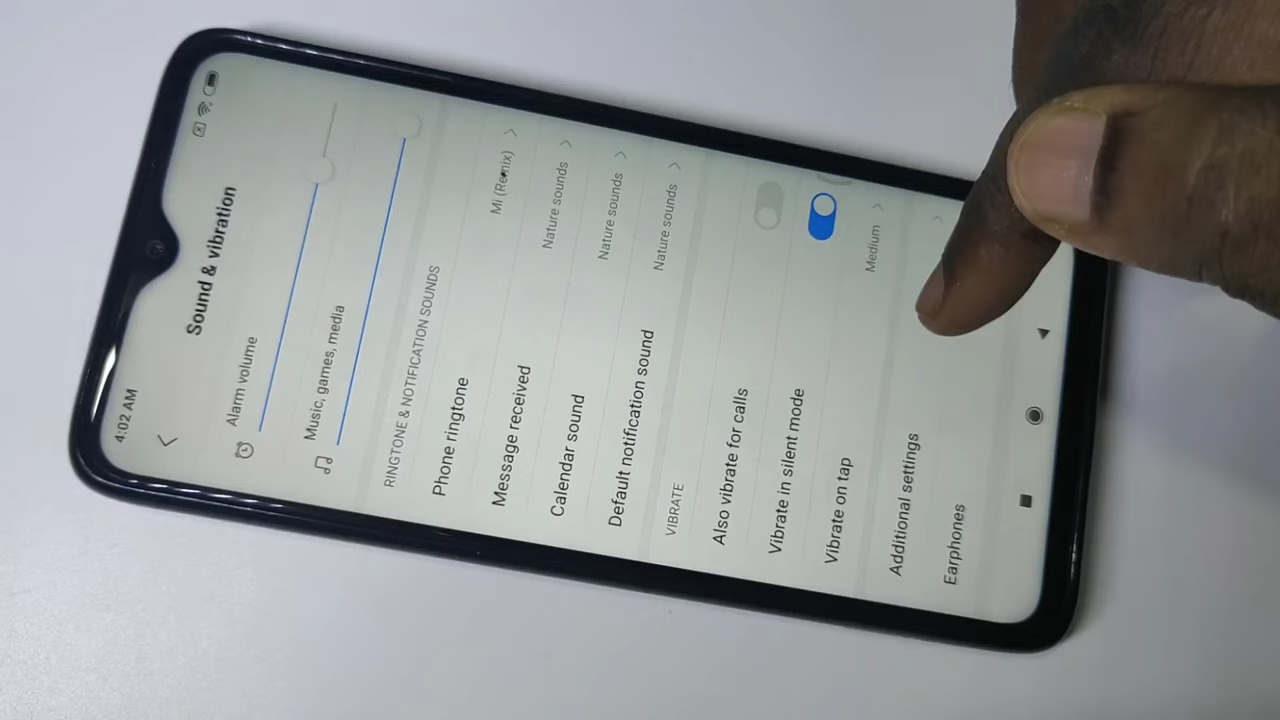 4:02 AM
Sound & vibration
Alarm volume
Music, games, media
RINGTONE & NOTIFICATION SOUNDS
Phone ringtone Mi (Remix)
Message received Nature sounds
Calendar sound Nature sounds
Default notification sound Nature sounds
VIBRATE
Also vibrate for calls
Vibrate in silent mode
Vibrate on tap Medium
Additional settings
Earphones